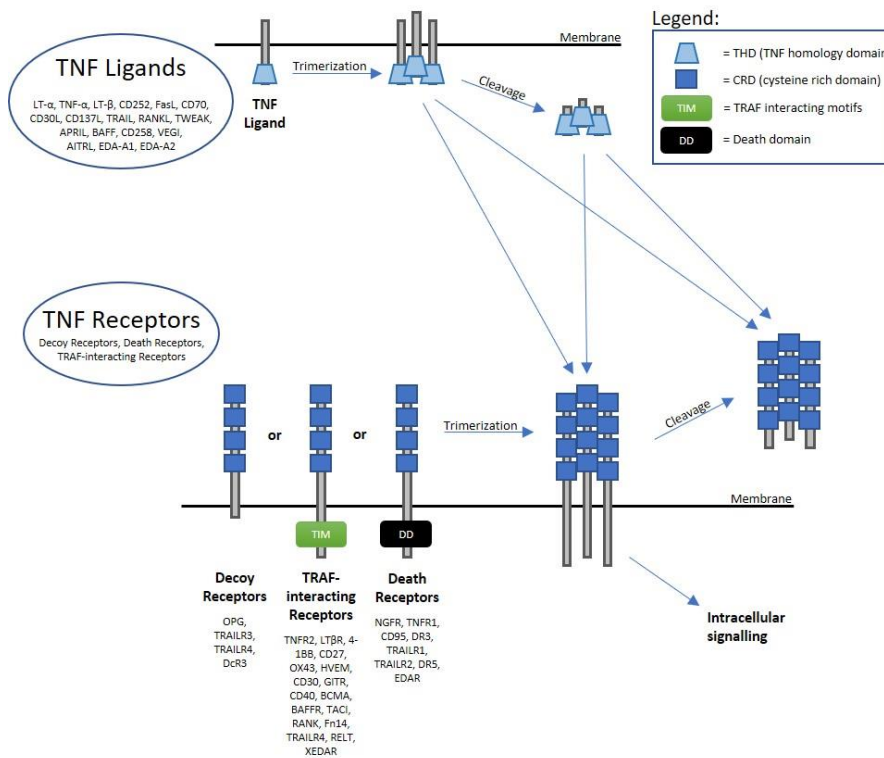 Legend:
= THD (TNF homology domain
= CRD (cysteine rich domain)
TIM
= TRAF interacting motifs
DD
= Death domain
Membrane
TNF Ligands
LT-α, TNF-α, LT-β, CD252, FasL, CD70,
CD30L, CD137L, TRAIL, RANKL, TWEAK,
APRIL, BAFF, CD258, VEGI,
AITRL, EDA-A1, EDA-A2
TNF
Ligand
Trimerization
Cleavage
TNF Receptors
Decoy Receptors, Death Receptors,
TRAF-interacting Receptors
or
or
Trimerization
Cleavage
Membrane
TIM
DD
Decoy
Receptors
OPG,
TRAILR3,
TRAILR4,
DcR3
TRAF-
interacting
Receptors
TNFR2, LTβR, 4-
1BB, CD27,
OX43, HVEM,
CD30, GITR,
CD40, BCMA,
BAFFR, TACI,
RANK, Fn14,
TRAILR4, RELT,
XEDAR
Death
Receptors
NGFR, TNFR1,
CD95, DR3,
TRAILR1,
TRAILR2, DR5,
EDAR
Intracellular
signalling